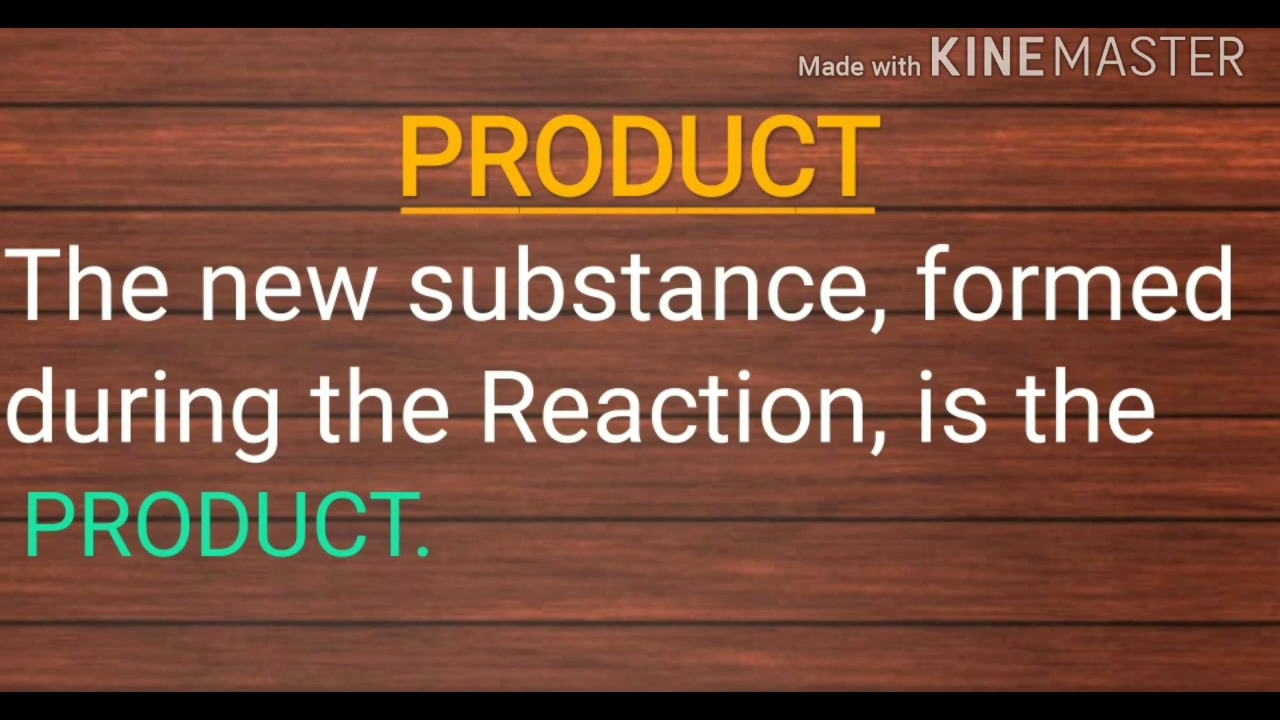 Made with KINEMASTER
PRODUCT
The new substance, formed
during the Reaction, is the
PRODUCT.